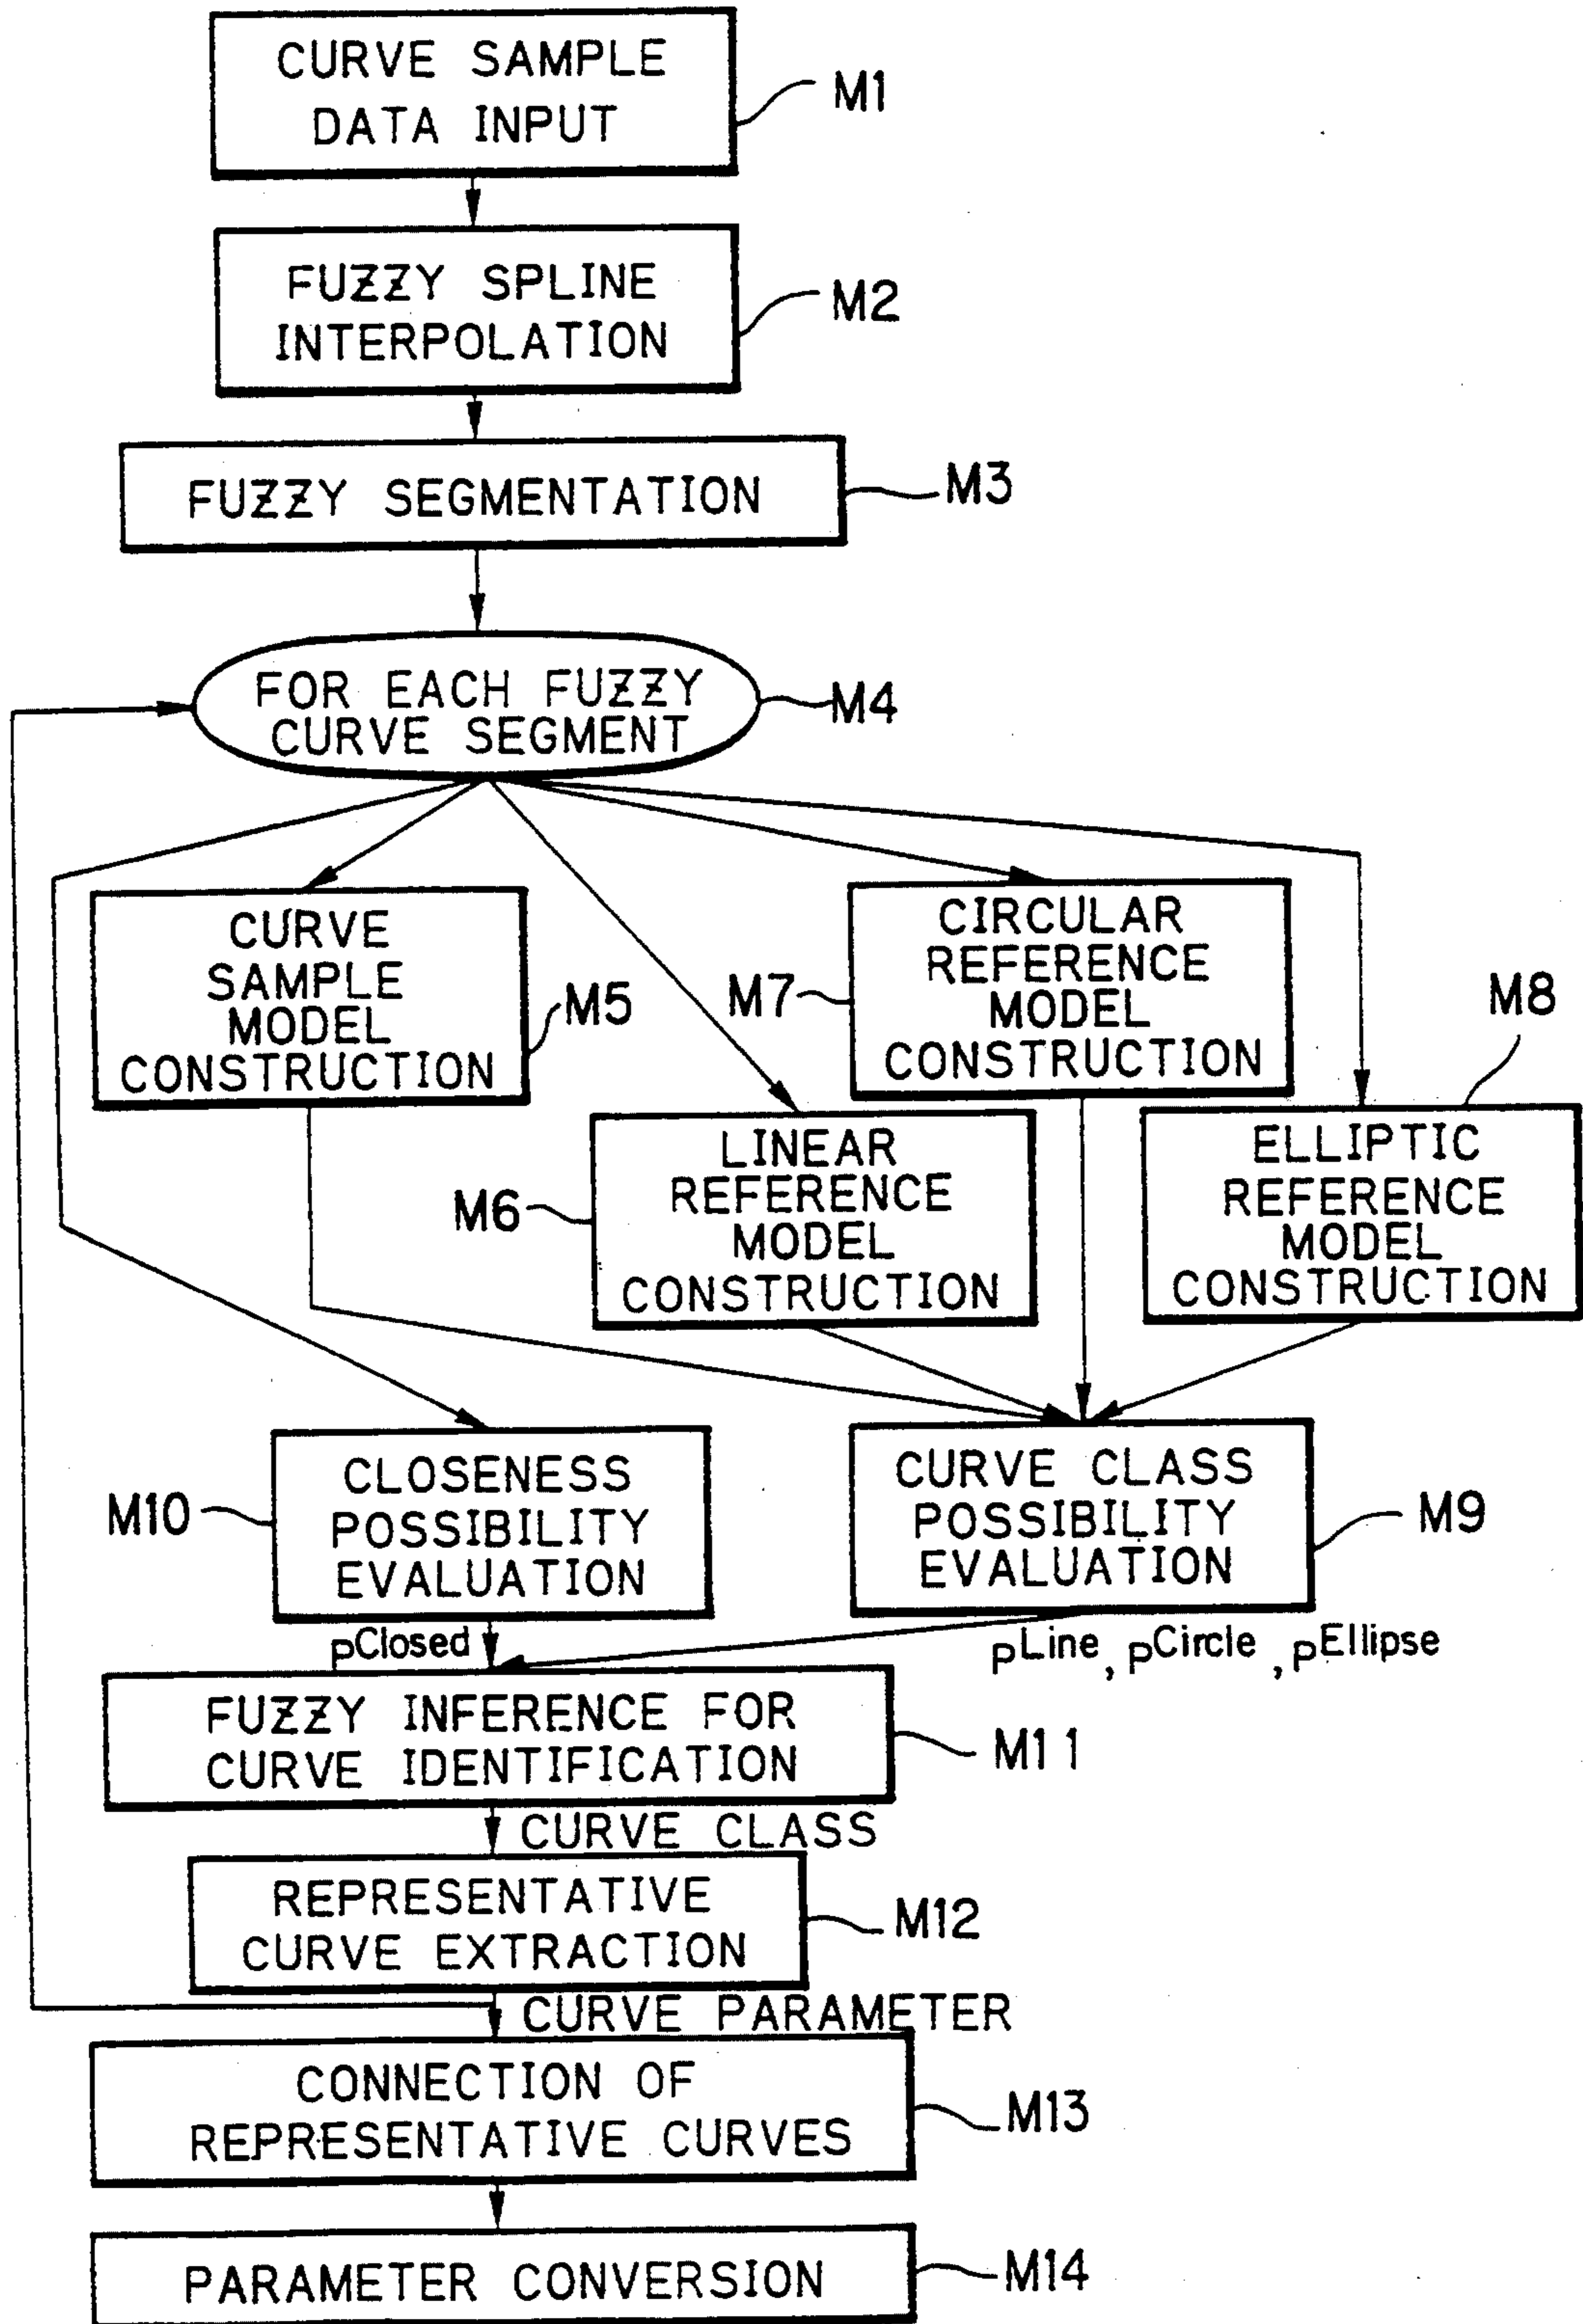 CURVE SAMPLE
DATA INPUT
M1
FUZZY SPLINE
INTERPOLATION
M2
FUZZY SEGMENTATION
M3
FOR EACH FUZZY
CURVE SEGMENT
M4
CURVE
SAMPLE
MODEL
CONSTRUCTION
M5
CIRCULAR
REFERENCE
MODEL
CONSTRUCTION
M7
M8
LINEAR
REFERENCE
MODEL
CONSTRUCTION
M6
ELLIPTIC
REFERENCE
MODEL
CONSTRUCTION
CLOSENESS
POSSIBILITY
EVALUATION
M10
CURVE CLASS
POSSIBILITY
EVALUATION
M9
pClosed
pLine, pCircle, pEllipse
FUZZY INFERENCE FOR
CURVE IDENTIFICATION
M11
CURVE CLASS
REPRESENTATIVE
CURVE EXTRACTION
M12
CURVE PARAMETER
CONNECTION OF
REPRESENTATIVE CURVES
M13
PARAMETER CONVERSION
M14